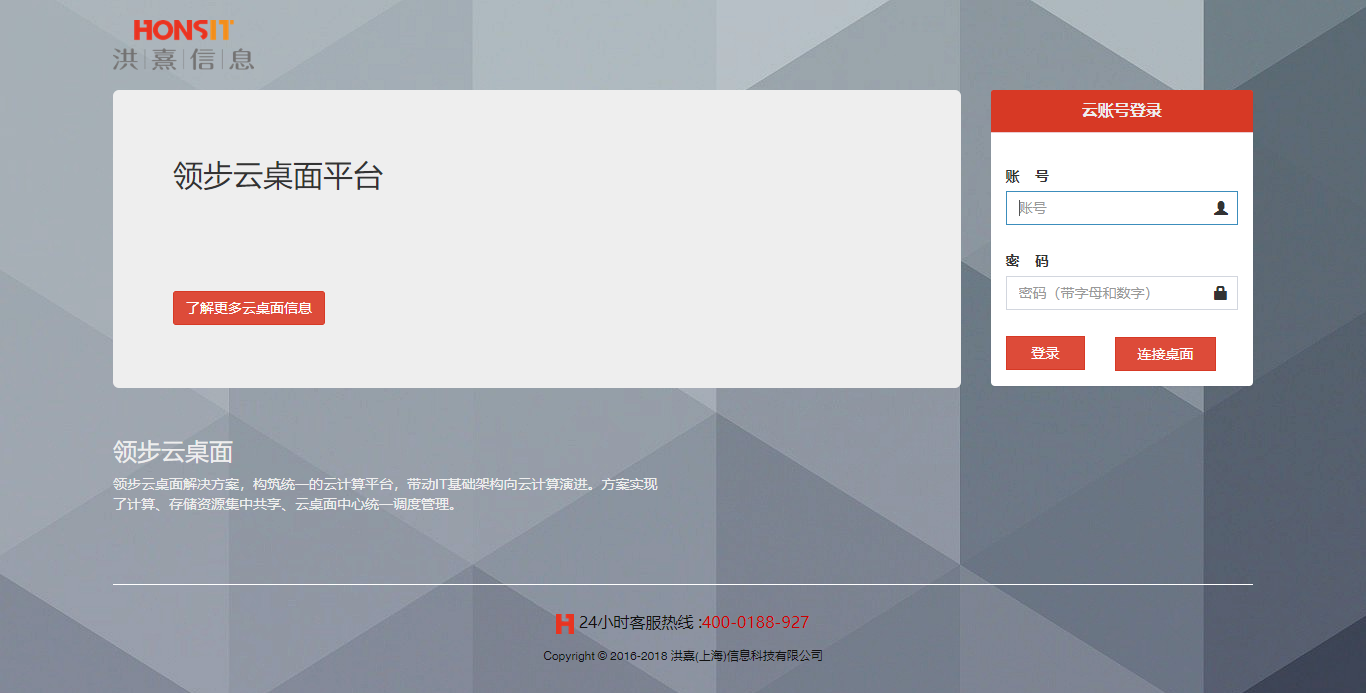 HONSIT
洪熹信息
领步云桌面平台
了解更多云桌面信息
云账号登录
账 号
账号
密 码
密码（带字母和数字）
登录
连接桌面
领步云桌面
领步云桌面解决方案，构筑统一的云计算平台，带动IT基础架构向云计算演进。方案实现
了计算、存储资源集中共享、云桌面中心统一调度管理。
24小时客服热线 :400-0188-927
Copyright © 2016-2018 洪熹(上海)信息科技有限公司